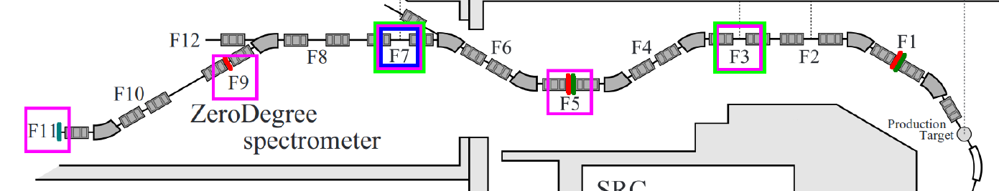 F12
F8
F7
F6
F4
F3
F2
F1
F9
F5
F10
ZeroDegree
spectrometer
F11
Production
Target
SRC